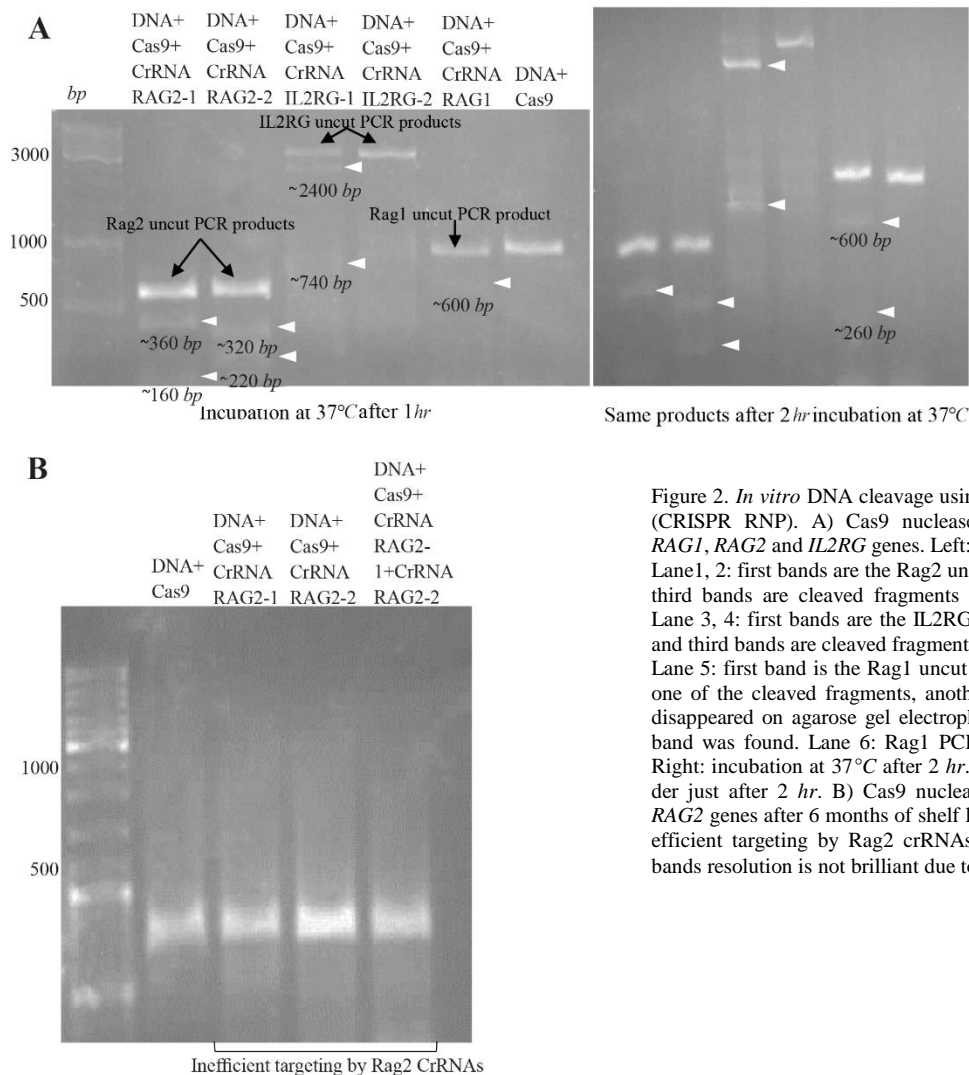 A
DNA+
Cas9+
CrRNA
RAG2-1
DNA+
Cas9+
CrRNA
RAG2-2
DNA+
Cas9+
CrRNA
IL2RG-1
DNA+
Cas9+
CrRNA
IL2RG-2
DNA+
Cas9+
CrRNA
RAG1
DNA+
Cas9
bp
3000
1000
500
IL2RG uncut PCR products
~2400 bp
Rag2 uncut PCR products
Rag1 uncut PCR product
~740 bp
~600 bp
~360 bp
~320 bp
~160 bp
~220 bp
Incubation at 37°C after 1hr
~600 bp
~260 bp
Same products after 2 hr incubation at 37°C
B
DNA+
Cas9
DNA+
Cas9+
CrRNA
RAG2-1
DNA+
Cas9+
CrRNA
RAG2-2
DNA+
Cas9+
CrRNA
RAG2-
1+CrRNA
RAG2-2
1000
500
Inefficient targeting by Rag2 CrRNAs
Figure 2. In vitro DNA cleavage usin
(CRISPR RNP). A) Cas9 nuclease
RAG1, RAG2 and IL2RG genes. Left:
Lane1, 2: first bands are the Rag2 un
third bands are cleaved fragments
Lane 3, 4: first bands are the IL2RG
and third bands are cleaved fragment
Lane 5: first band is the Rag1 uncut
one of the cleaved fragments, anoth
disappeared on agarose gel electropl
band was found. Lane 6: Rag1 PCI
Right: incubation at 37°C after 2 hr.
der just after 2 hr. B) Cas9 nuclea
RAG2 genes after 6 months of shelf l
efficient targeting by Rag2 crRNAs
bands resolution is not brilliant due to